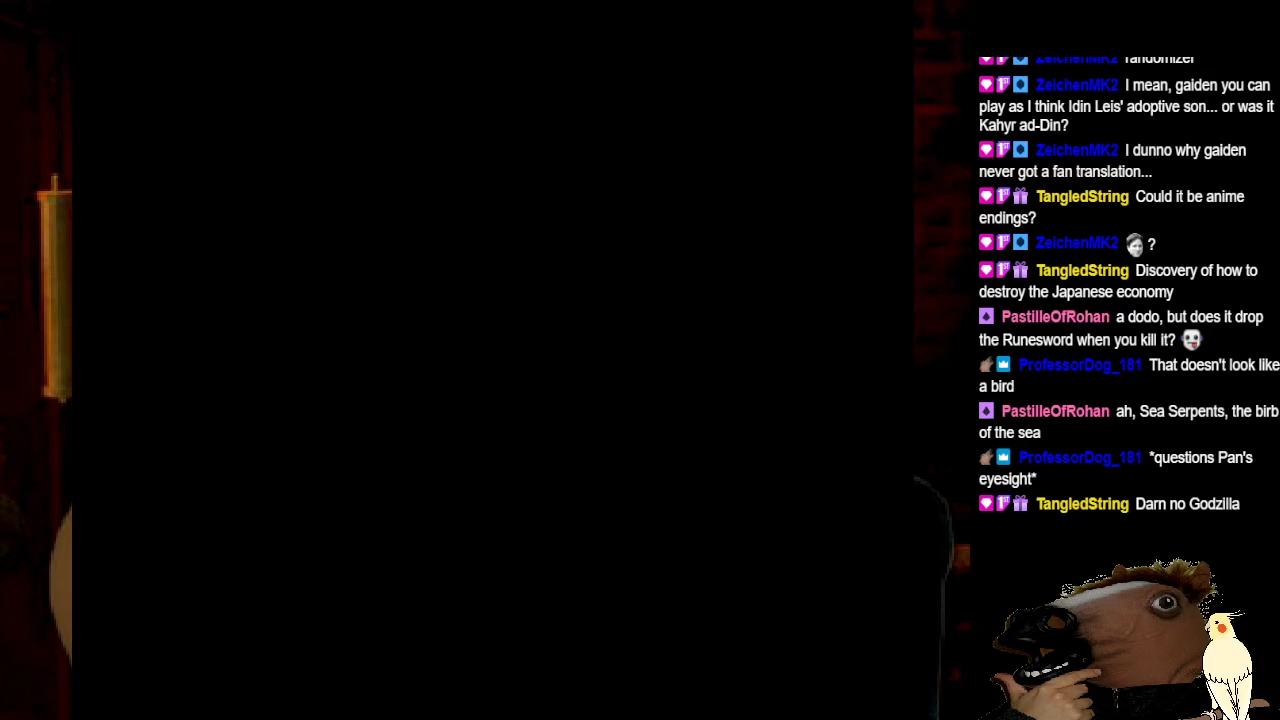 ZeichenMK2 randomizer
ZeichenMK2 I mean, gaiden you can
play as I think Idin Leis' adoptive son... or was it
Kahyr ad-Din?
ZeichenMK2 I dunno why gaiden
never got a fan translation...
TangledString Could it be anime
endings?
ZeichenMK2 ?
TangledString Discovery of how to
destroy the Japanese economy
PastilleOfRohan a dodo, but does it drop
the Runesword when you kill it?
ProfessorDog_181 That doesn't look like
a bird
PastilleOfRohan ah, Sea Serpents, the birb
of the sea
ProfessorDog_181 *questions Pan's
eyesight*
TangledString Darn no Godzilla